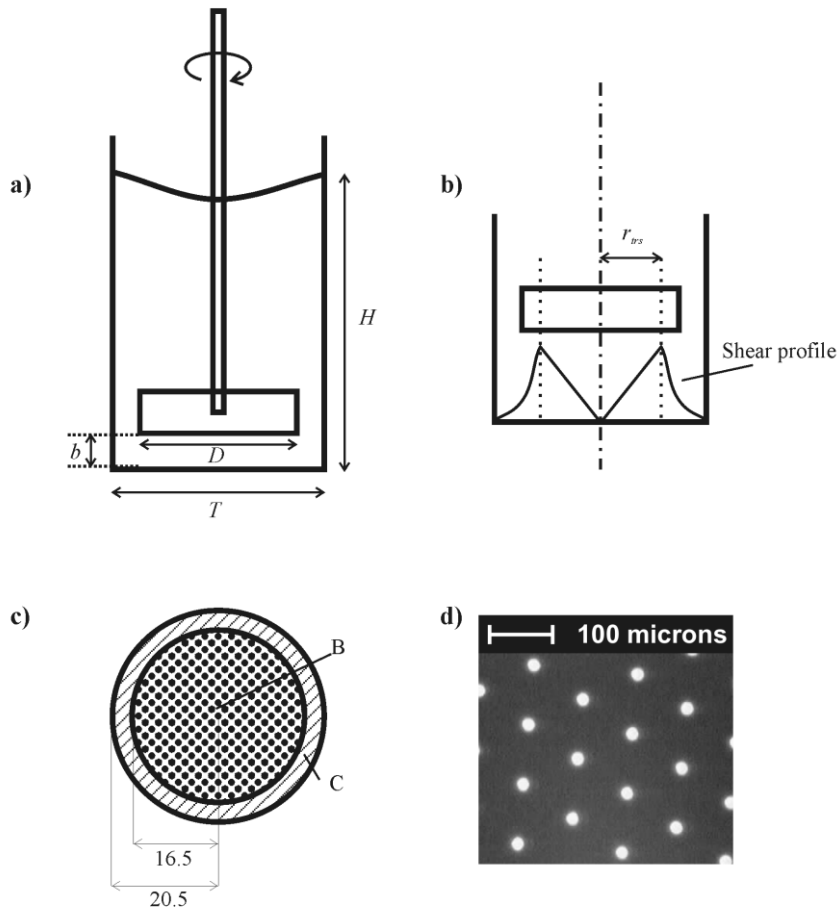 a)
H
b
D
T
b)
r_trs
Shear profile
c)
B
C
16.5
20.5
d)
100 microns